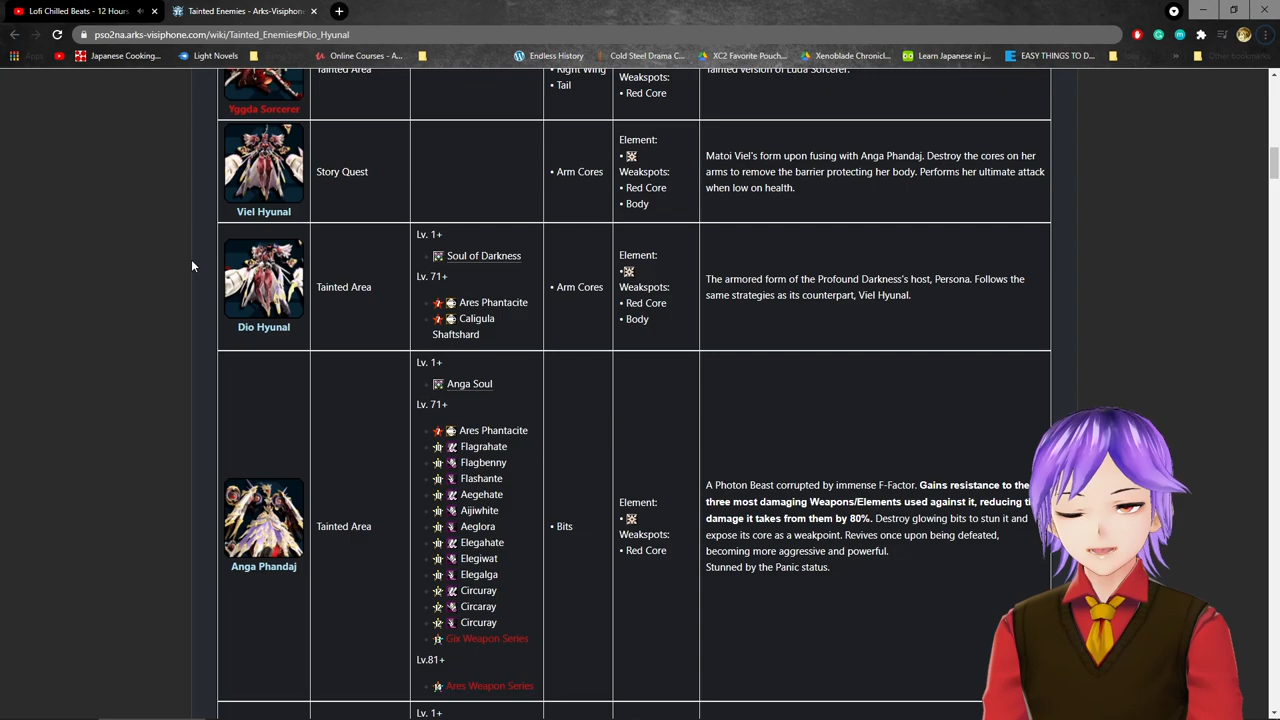 Lofi Chilled Beats - 12 Hours
Tainted Enemies - Arks-Visiphone
pso2na.arks-visiphone.com/wiki/Tainted_Enemies#Dio_Hyunal
Apps
Japanese Cooking...
Light Novels
Online Courses - A...
Endless History
Cold Steel Drama C...
XC2 Favorite Pouch...
Xenoblade Chronicl...
Learn Japanese in j...
EASY THINGS TO D...
Other bookmarks
Yggda Sorcerer
Tainted Area
• Right Wing
• Tail
Weakspots:
• Red Core
Tainted version of Luda Sorcerer.
Viel Hyunal
Story Quest
• Arm Cores
Element:
•
Weakspots:
• Red Core
• Body
Matoi Viel's form upon fusing with Anga Phandaj. Destroy the cores on her
arms to remove the barrier protecting her body. Performs her ultimate attack
when low on health.
Dio Hyunal
Tainted Area
Lv. 1+
Soul of Darkness
Lv. 71+
Ares Phantacite
Caligula
Shaftshard
• Arm Cores
Element:
•
Weakspots:
• Red Core
• Body
The armored form of the Profound Darkness's host, Persona. Follows the
same strategies as its counterpart, Viel Hyunal.
Anga Phandaj
Tainted Area
Lv. 1+
Anga Soul
Lv. 71+
Ares Phantacite
Flagrahate
Flagbenny
Flashante
Aegehate
Aijiwhite
Aeglora
Elegahate
Elegiwat
Elegalga
Circuray
Circaray
Circuray
Gix Weapon Series
Lv.81+
Ares Weapon Series
• Bits
Element:
•
Weakspots:
• Red Core
A Photon Beast corrupted by immense F-Factor. Gains resistance to the
three most damaging Weapons/Elements used against it, reducing
damage it takes from them by 80%. Destroy glowing bits to stun it and
expose its core as a weakpoint. Revives once upon being defeated,
becoming more aggressive and powerful.
Stunned by the Panic status.
Lv. 1+